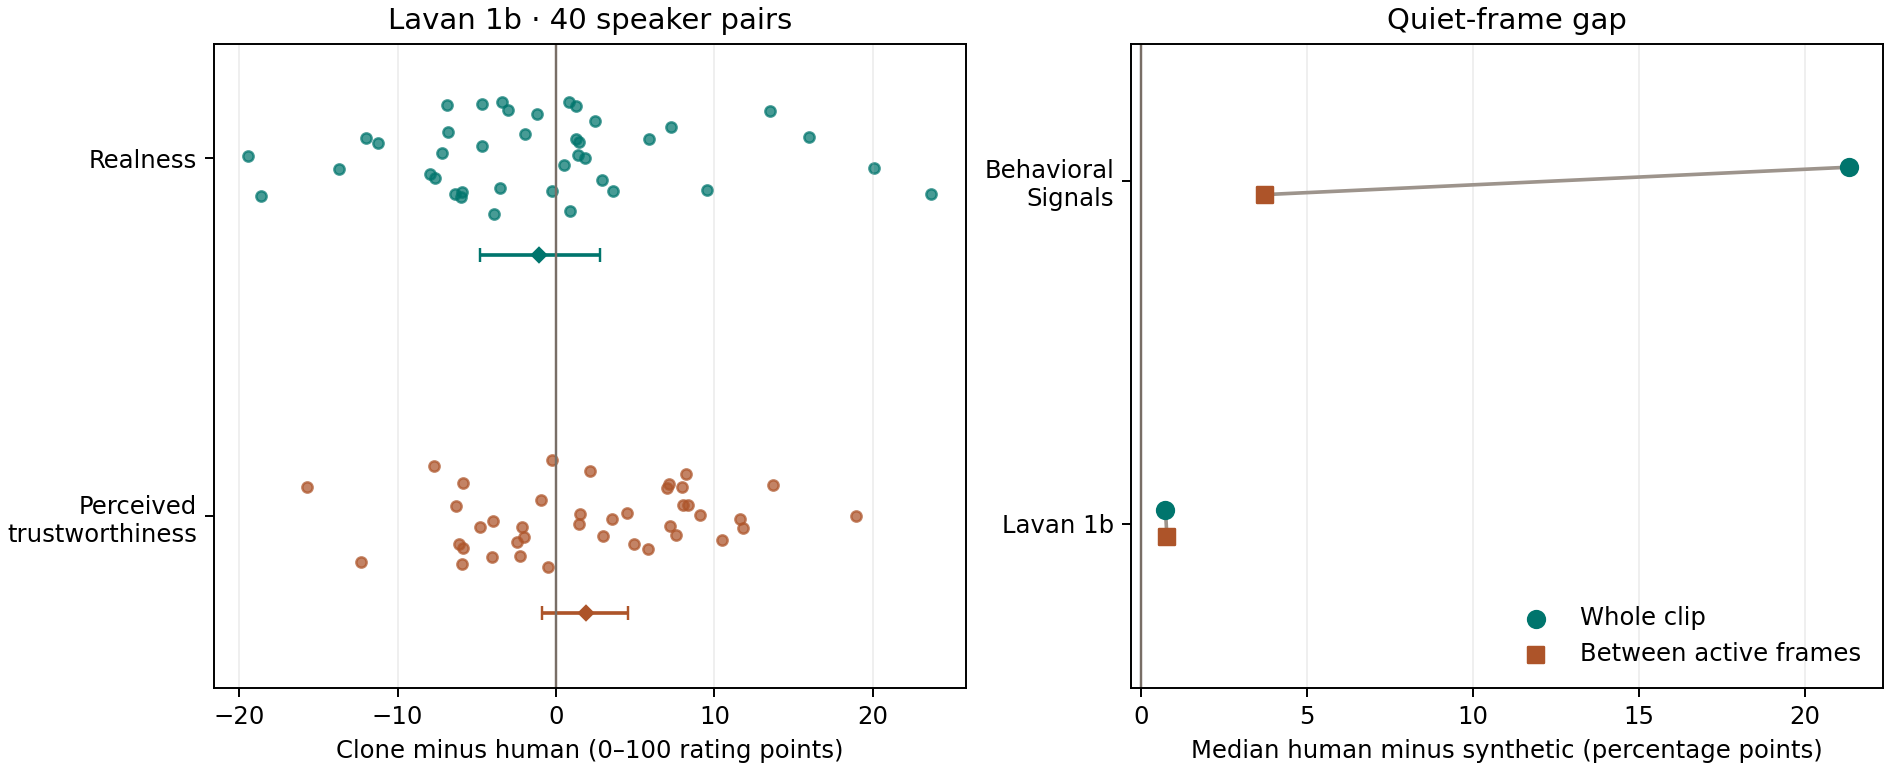 Lavan 1b · 40 speaker pairs
Realness
Perceived
trustworthiness
−20
−10
0
10
20
Clone minus human (0–100 rating points)
Quiet-frame gap
Behavioral
Signals
Lavan 1b
Whole clip
Between active frames
0
5
10
15
20
Median human minus synthetic (percentage points)